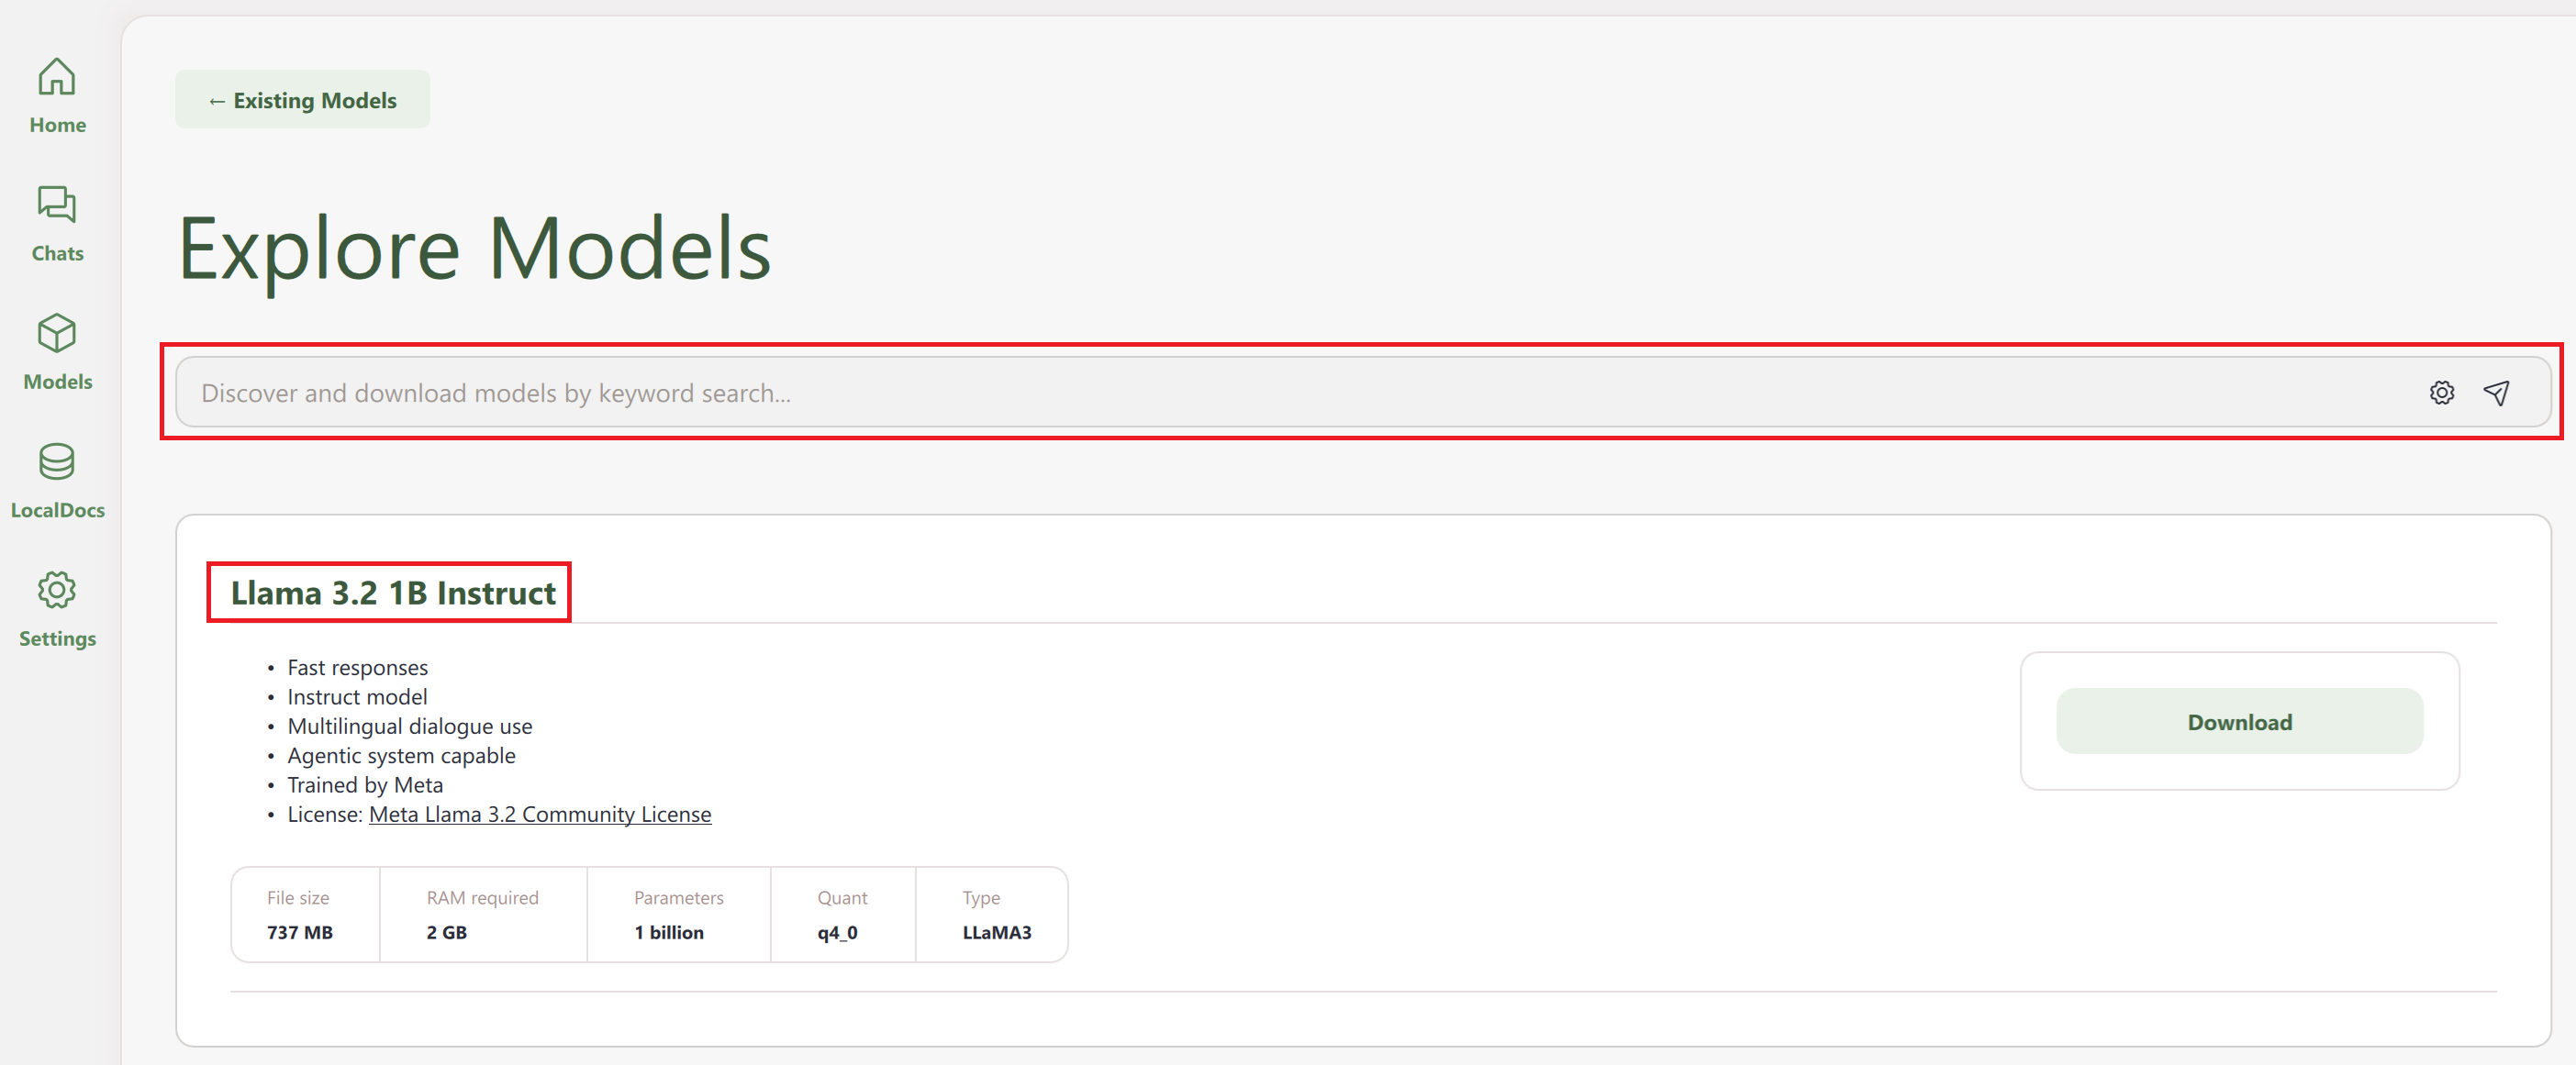 Home
Chats
Models
LocalDocs
Settings
← Existing Models
Explore Models
Discover and download models by keyword search...
Llama 3.2 1B Instruct
• Fast responses
• Instruct model
• Multilingual dialogue use
• Agentic system capable
• Trained by Meta
• License: Meta Llama 3.2 Community License
Download
File size RAM required Parameters Quant Type
737 MB 2 GB 1 billion q4_0 LLaMA3